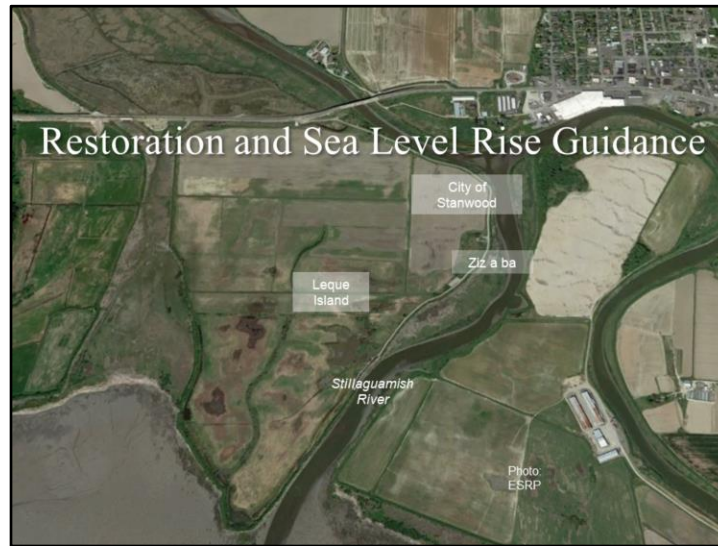 Restoration and Sea Level Rise Guidance
City of
Stanwood
Ziz a ba
Leque
Island
Stillaguamish
River
Photo:
ESRP